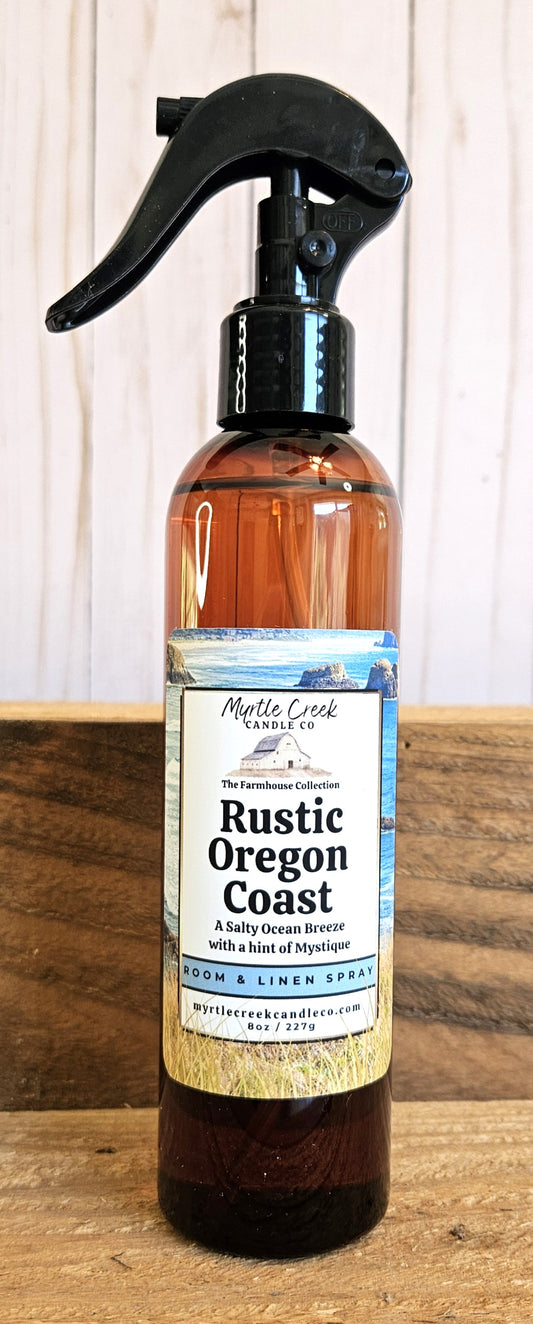 OFF
Myrtle Creek
CANDLE CO
The Farmhouse Collection
Rustic
Oregon
Coast
A Salty Ocean Breeze
with a hint of Mystique
ROOM & LINEN SPRAY
myrtlecreekcandleco.com
8oz / 227g